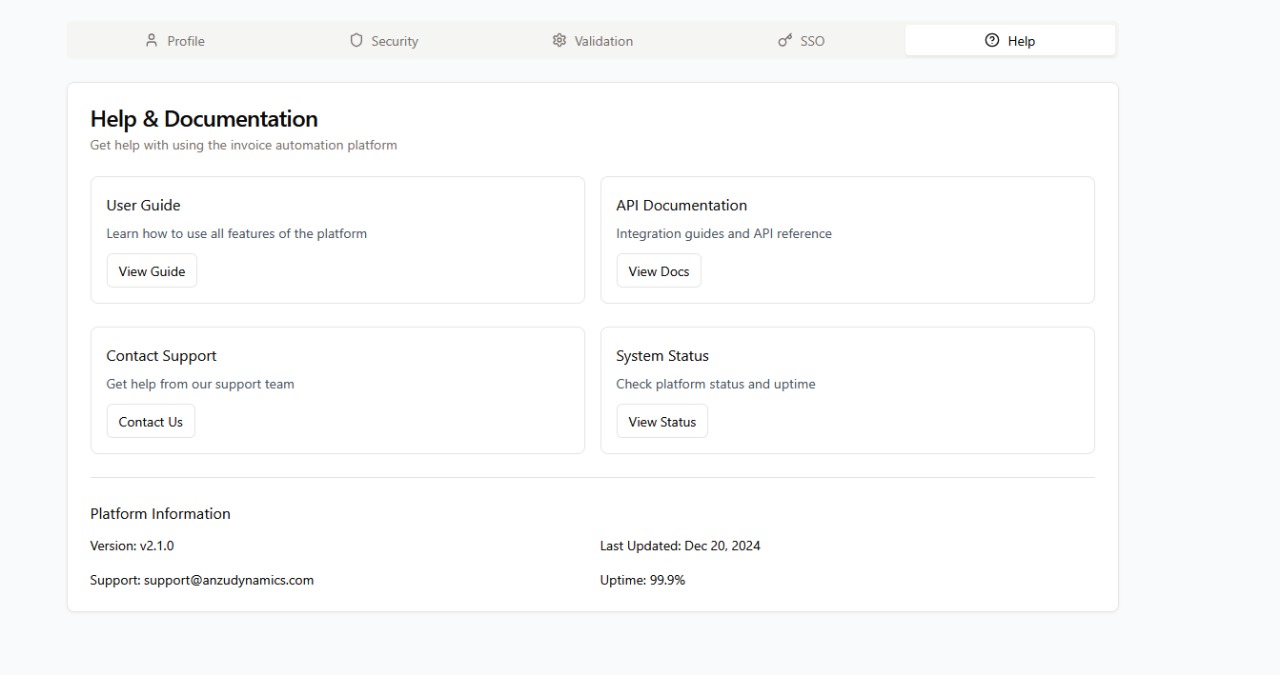 Profile
Security
Validation
SSO
Help
Help & Documentation
Get help with using the invoice automation platform
User Guide
Learn how to use all features of the platform
View Guide
API Documentation
Integration guides and API reference
View Docs
Contact Support
Get help from our support team
Contact Us
System Status
Check platform status and uptime
View Status
Platform Information
Version: v2.1.0
Last Updated: Dec 20, 2024
Support: support@anzudynamics.com
Uptime: 99.9%